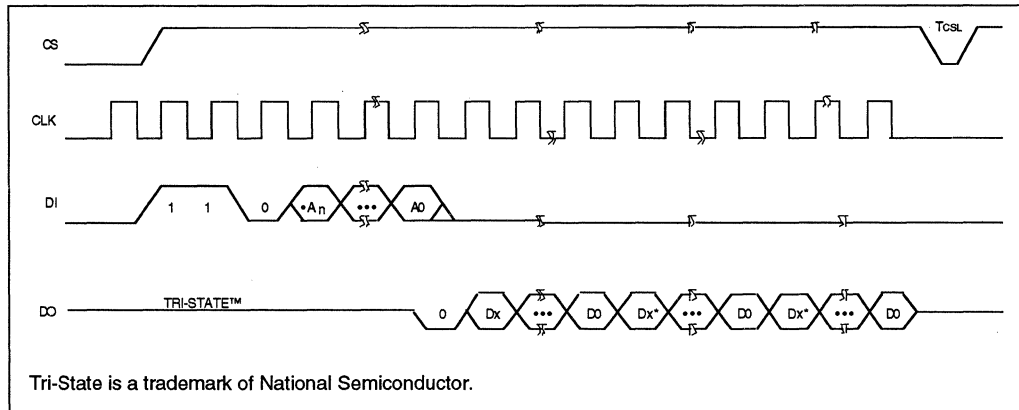 CS TCSL
CLK
DI 1 1 0 •An ••• A0
DO TRI-STATE™ 0 Dx ••• D0 Dx* ••• D0 Dx* ••• D0
Tri-State is a trademark of National Semiconductor.